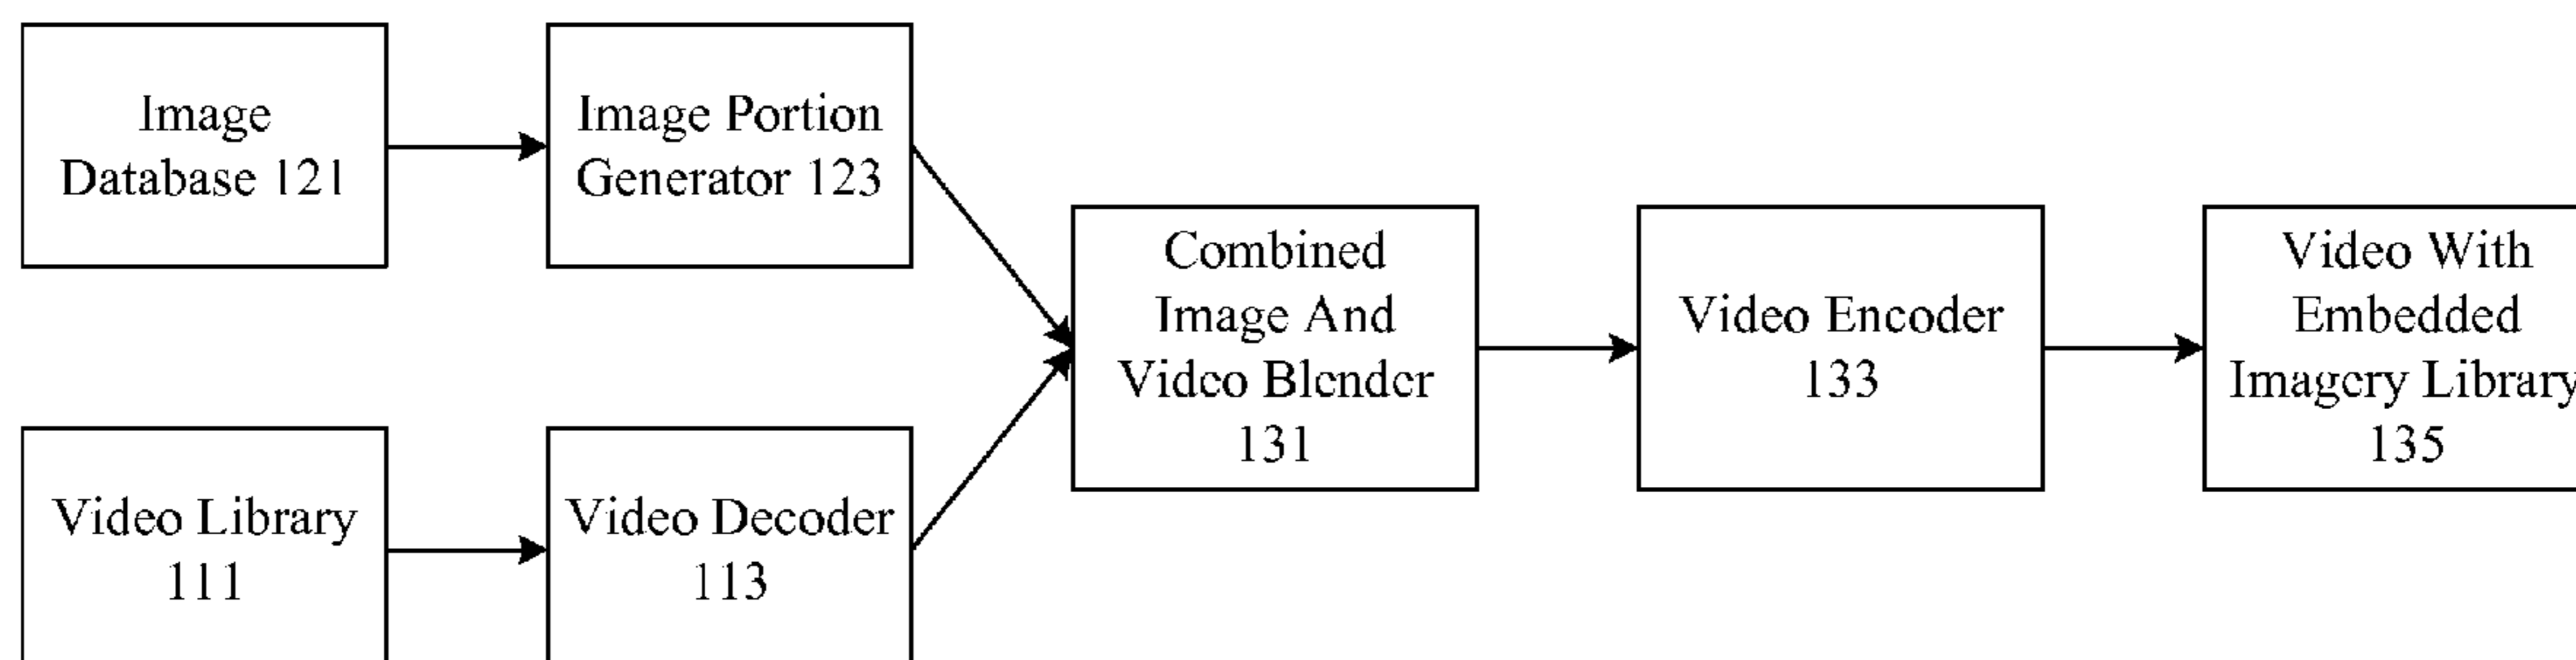 Image
Database 121
Image Portion
Generator 123
Combined
Image And
Video Blender
131
Video Encoder
133
Video With
Embedded
Imagery Library
135
Video Library
111
Video Decoder
113